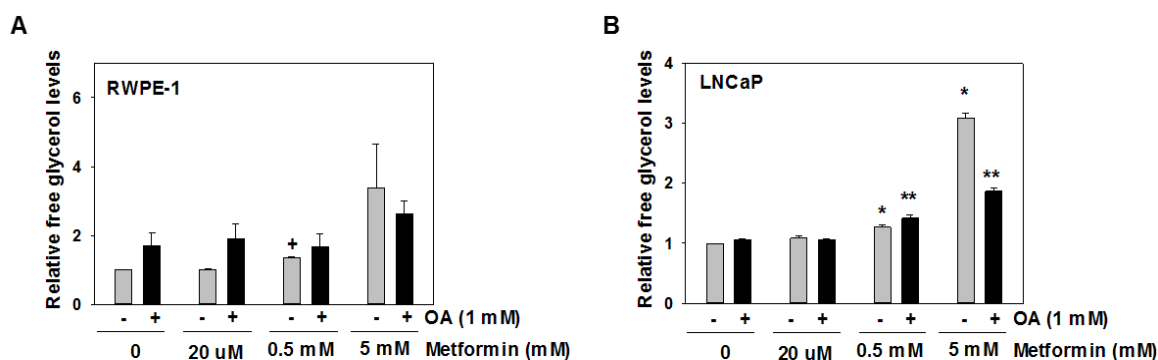 A
Relative free glycerol levels
6
4
2
0
RWPE-1
+
- + - + - + - + OA (1 mM)
0 20 uM 0.5 mM 5 mM Metformin (mM)
B
Relative free glycerol levels
4
3
2
1
0
LNCaP
* ** * **
- + - + - + - + OA (1 mM)
0 20 uM 0.5 mM 5 mM Metformin (mM)